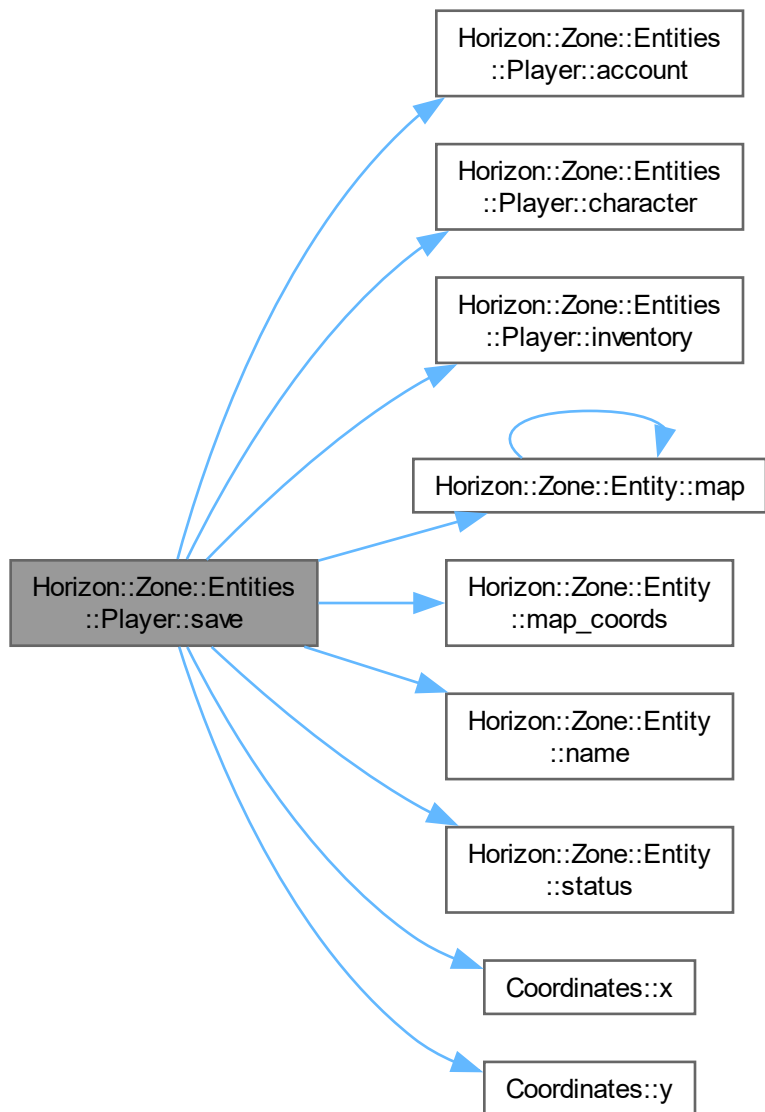 Horizon::Zone::Entities
::Player::account
Horizon::Zone::Entities
::Player::character
Horizon::Zone::Entities
::Player::inventory
Horizon::Zone::Entity::map
Horizon::Zone::Entities
::Player::save
Horizon::Zone::Entity
::map_coords
Horizon::Zone::Entity
::name
Horizon::Zone::Entity
::status
Coordinates::x
Coordinates::y